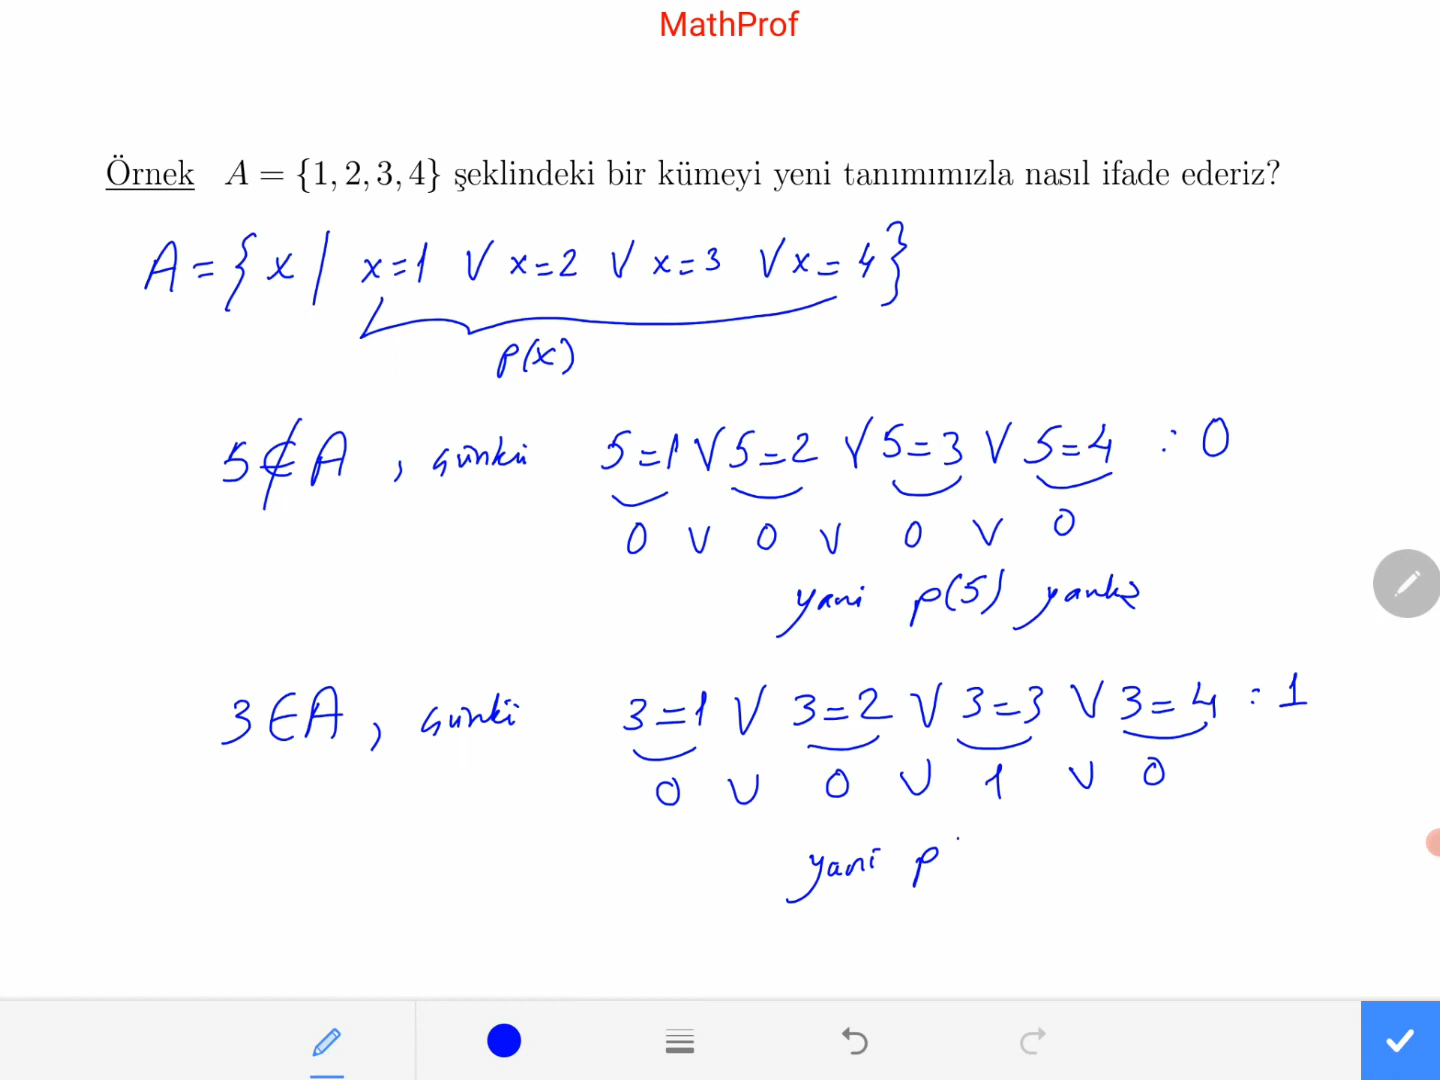 MathProf
Örnek A = {1, 2, 3, 4} şeklindeki bir kümeyi yeni tanımımızla nasıl ifade ederiz?
A = { x | x=1 ∨ x=2 ∨ x=3 ∨ x=4 }
p(x)
5 ∉ A , çünkü 5=1 ∨ 5=2 ∨ 5=3 ∨ 5=4 : 0
0 ∨ 0 ∨ 0 ∨ 0
yani p(5) yanlış
3 ∈ A , çünkü 3=1 ∨ 3=2 ∨ 3=3 ∨ 3=4 : 1
0 ∨ 0 ∨ 1 ∨ 0
yani p